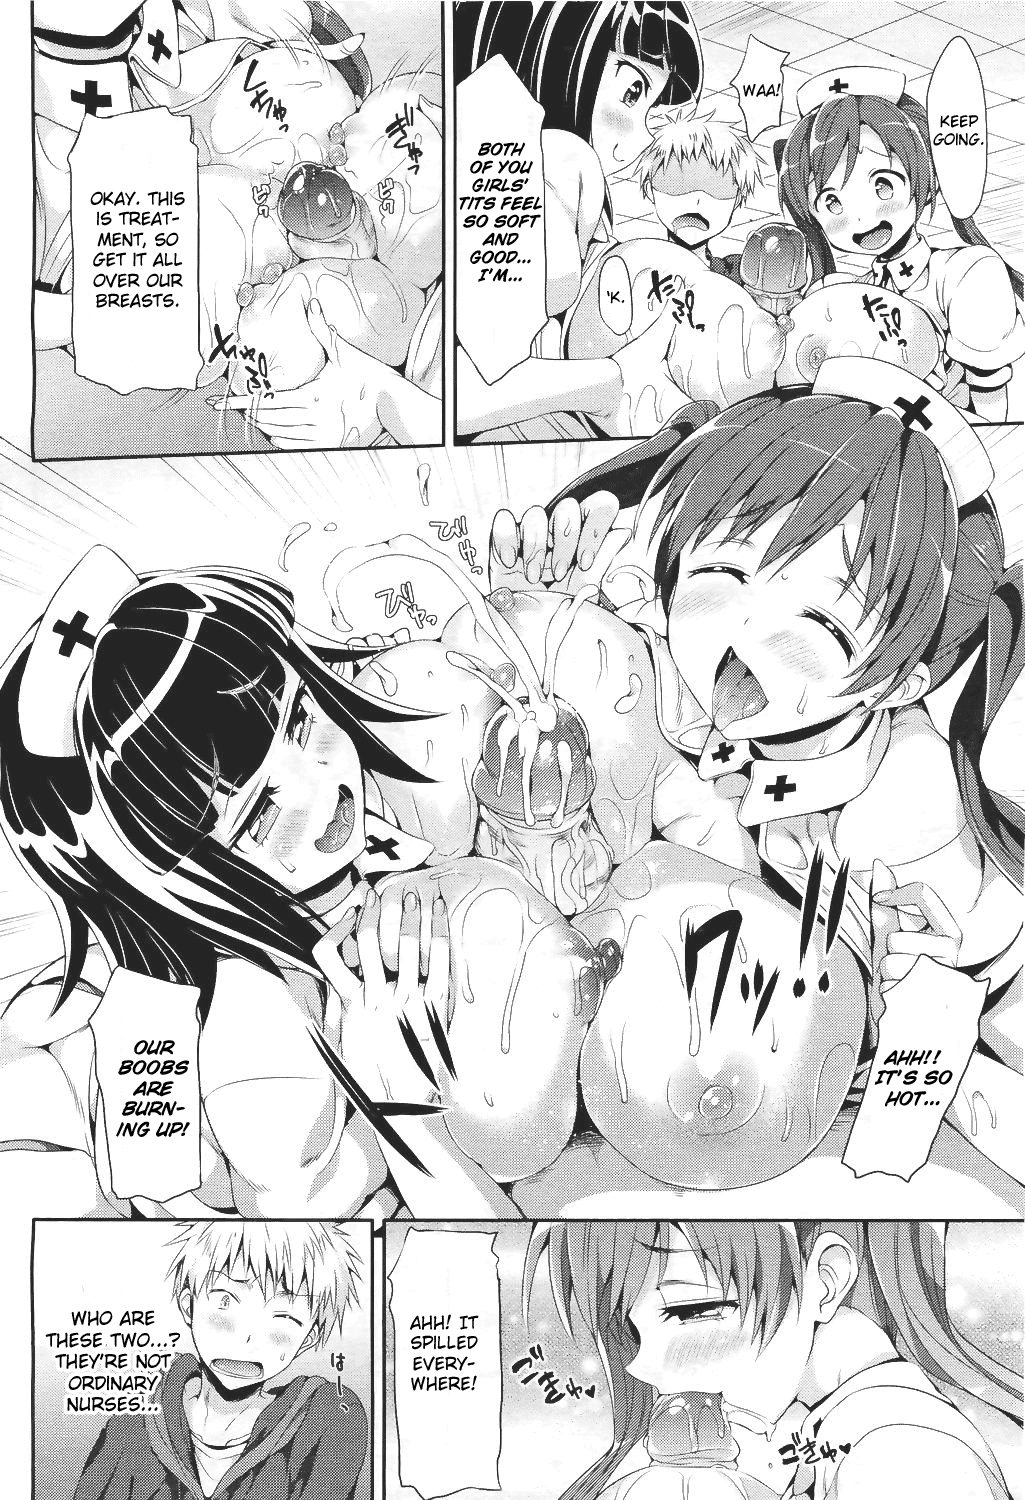 WAA!
KEEP
GOING.
BOTH
OF YOU
GIRLS'
TITS FEEL
SO SOFT
AND
GOOD...
I'M...
'K.
OKAY. THIS
IS TREAT-
MENT, SO
GET IT ALL
OVER OUR
BREASTS.
AHH!!
IT'S SO
HOT...
OUR
BOOBS
ARE
BURN-
ING UP!
AHH! IT
SPILLED
EVERY-
WHERE!
WHO ARE
THESE TWO...?
THEY'RE NOT
ORDINARY
NURSES...